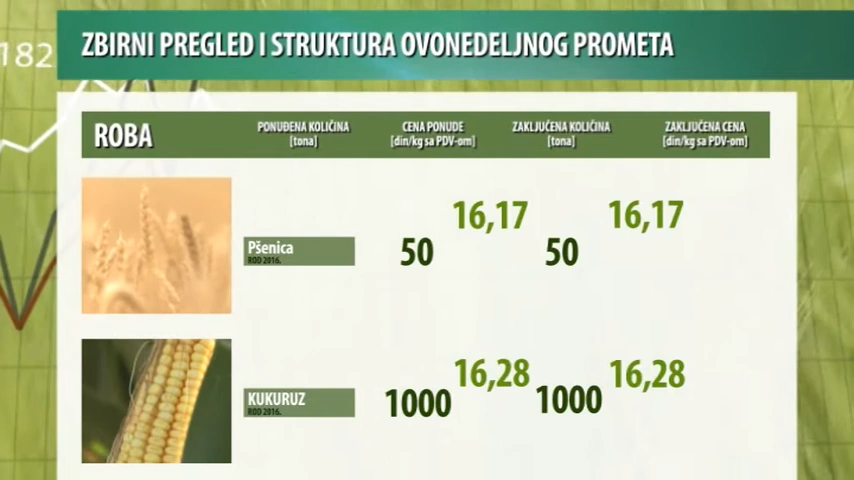 182
ZBIRNI PREGLED I STRUKTURA OVONEDELJNOG PROMETA
ROBA
PONUĐENA KOLIČINA
[tona]
CENA PONUDE
[din/kg sa PDV-om]
ZAKLJUČENA KOLIČINA
[tona]
ZAKLJUČENA CENA
[din/kg sa PDV-om]
Pšenica
ROD 2016.
50
16,17
50
16,17
KUKURUZ
ROD 2016.
1000
16,28
1000
16,28